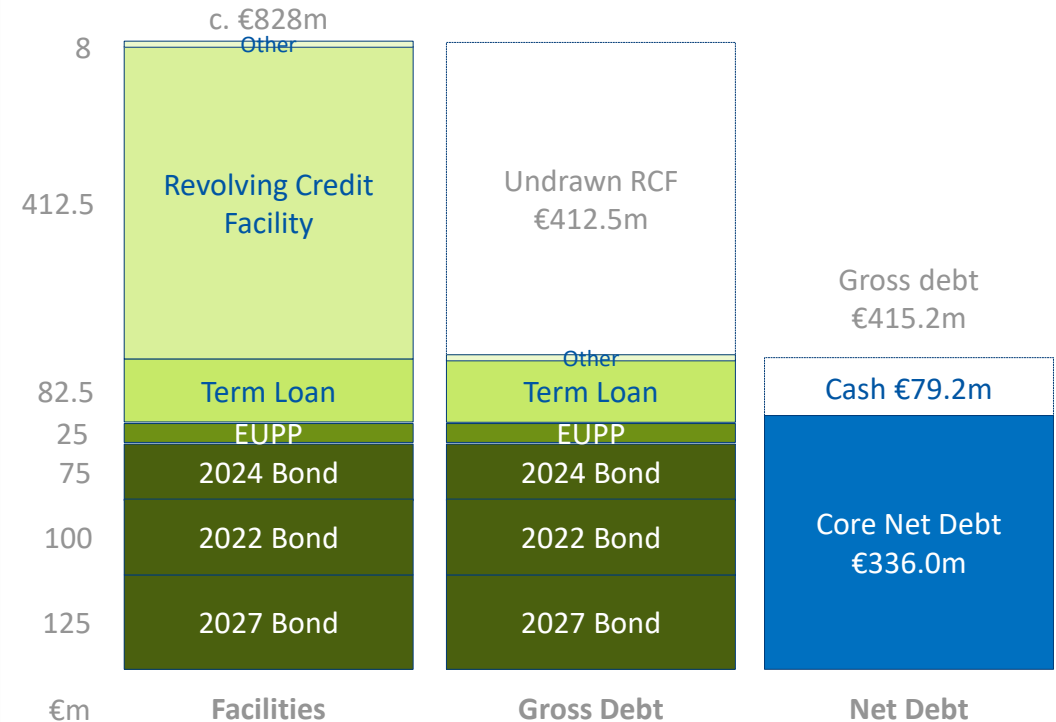 c. €828m
8
Other
Revolving Credit
Facility
412.5
Undrawn RCF
€412.5m
Gross debt
€415.2m
Other
82.5
Term Loan
Term Loan
Cash €79.2m
25
EUPP
EUPP
75
2024 Bond
2024 Bond
100
2022 Bond
2022 Bond
Core Net Debt
€336.0m
125
2027 Bond
2027 Bond
€m
Facilities
Gross Debt
Net Debt